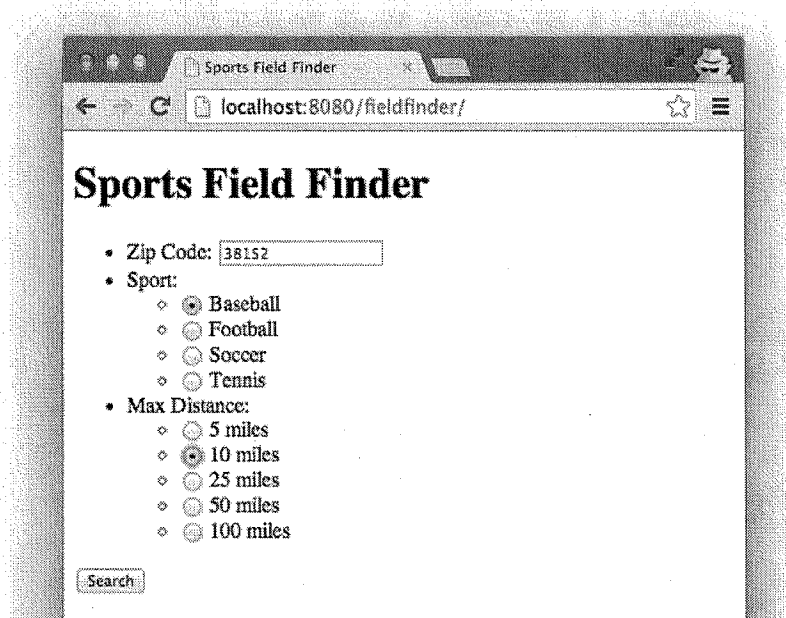 Sports Field Finder
localhost:8080/fieldfinder/
Sports Field Finder
Zip Code: 38152
Sport:
Baseball
Football
Soccer
Tennis
Max Distance:
5 miles
10 miles
25 miles
50 miles
100 miles
Search